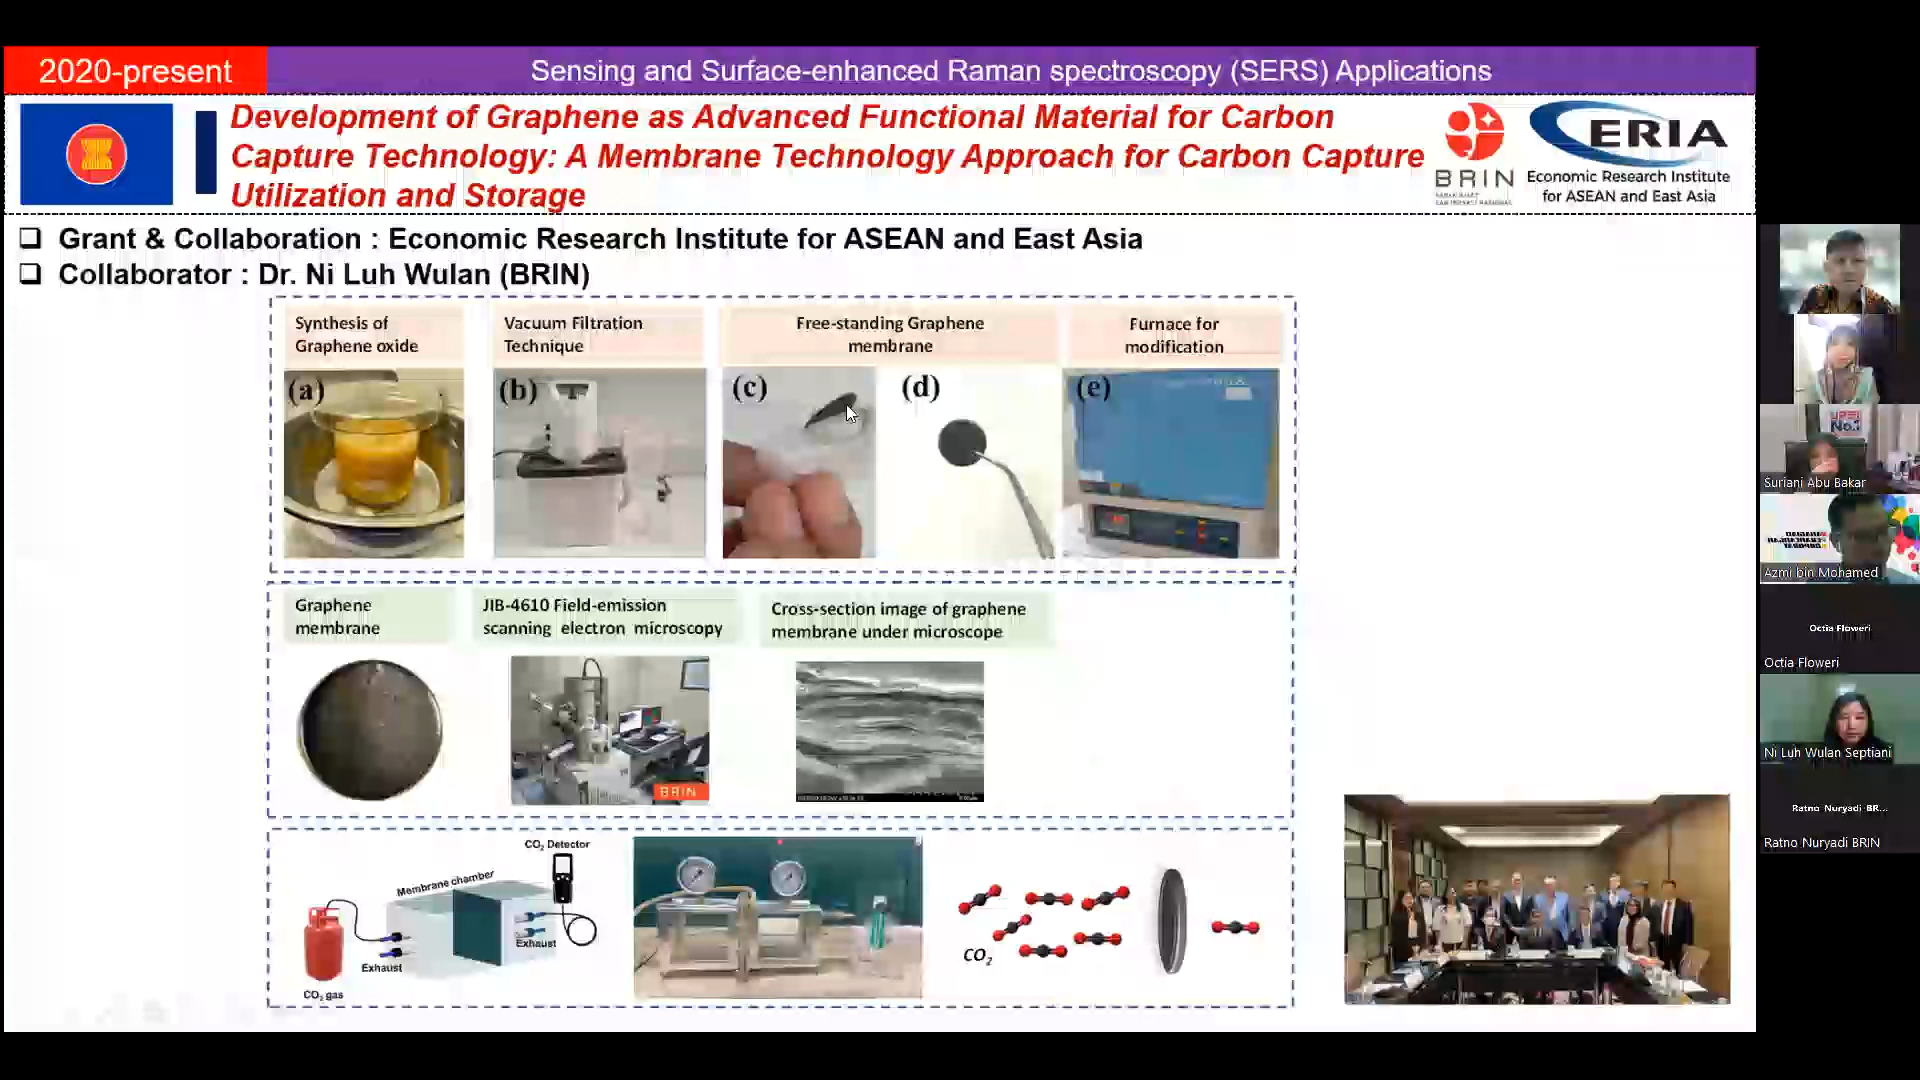 2020-present
Sensing and Surface-enhanced Raman spectroscopy (SERS) Applications
Development of Graphene as Advanced Functional Material for Carbon
Capture Technology: A Membrane Technology Approach for Carbon Capture
Utilization and Storage
BRIN
ERIA
Economic Research Institute
for ASEAN and East Asia
Grant & Collaboration : Economic Research Institute for ASEAN and East Asia
Collaborator : Dr. Ni Luh Wulan (BRIN)
Synthesis of
Graphene oxide
Vacuum Filtration
Technique
Free-standing Graphene
membrane
Furnace for
modification
(a)
(b)
(c)
(d)
(e)
Graphene
membrane
JIB-4610 Field-emission
scanning electron microscopy
Cross-section image of graphene
membrane under microscope
BRIN
CO₂ Detector
Membrane chamber
Exhaust
Exhaust
CO₂ gas
CO₂
No.1
Suriani Abu Bakar
Azmi bin Mohamed
Octia Floweri
Octia Floweri
Ni Luh Wulan Septiani
Ratno Nuryadi BR...
Ratno Nuryadi BRIN